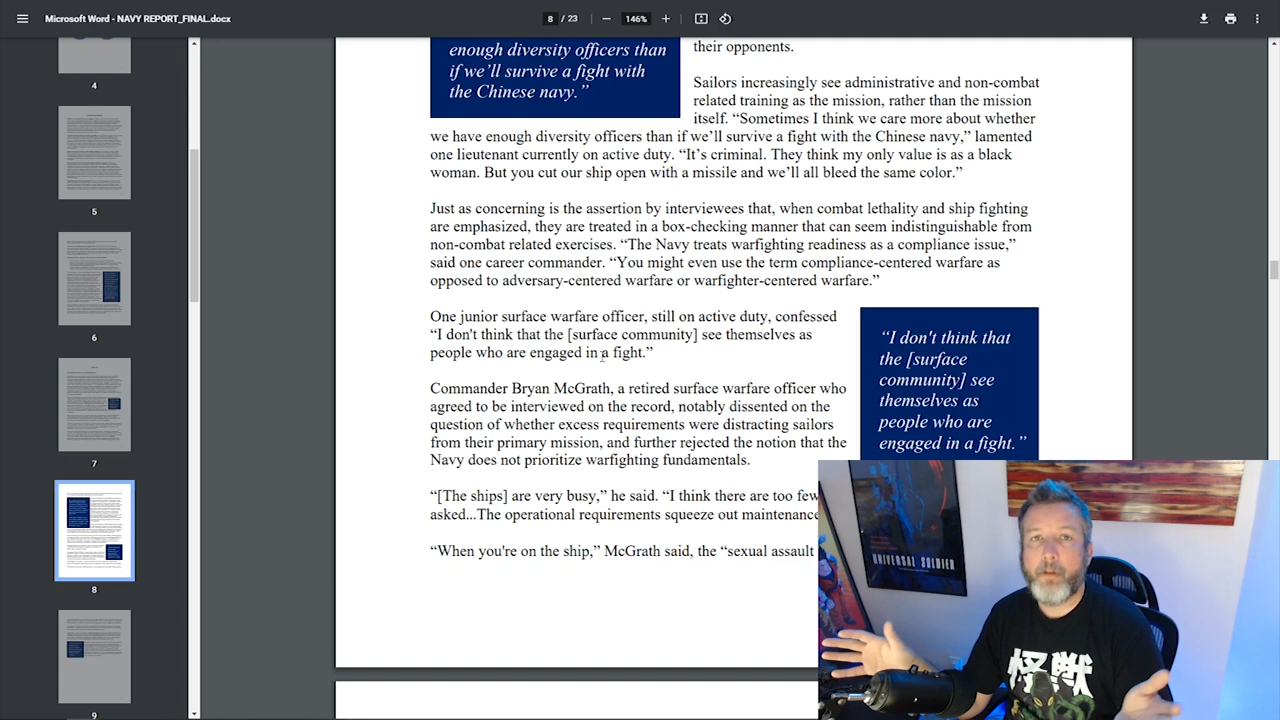 Microsoft Word - NAVY REPORT_FINAL.docx
8 / 23
146%
4
5
6
7
8
9
enough diversity officers than
if we'll survive a fight with
the Chinese navy.”
their opponents.
Sailors increasingly see administrative and non-combat
related training as the mission, rather than the mission
itself. “Sometimes I think we care more about whether
we have enough diversity officers than if we'll survive a fight with the Chinese navy,” lamented
one lieutenant currently on active duty. “It's criminal. They think my only value is as a black
woman. But you cut our ship open with a missile and we'll all bleed the same color.”
Just as concerning is the assertion by interviewees that, when combat lethality and ship fighting
are emphasized, they are treated in a box-checking manner that can seem indistinguishable from
non-combat related exercises. “The Navy treats warfighting readiness as a compliance issue,”
said one career commander. “You might even use the term compliance-centered warfare as
opposed to adversary-centered warfare or warfighter-centered warfare.”
One junior surface warfare officer, still on active duty, confessed
“I don't think that the [surface community] see themselves as
people who are engaged in a fight.”
“I don't think that
the [surface
community] see
themselves as
people who are
engaged in a fight.”
Commander Bryan McGrath, a retired surface warfare officer who
agreed to be interviewed on the record, notably dissented on the
question of whether excess requirements were distracting sailors
from their primary mission, and further rejected the notion that the
Navy does not prioritize warfighting fundamentals.
“[The ships] are very busy,” he said. “I think there are too few
asked...The operational requirements squeeze out maintenance
“When you're on the ship,” McGrath said, the “sexual assault
UNIVERSAL SOLDIER
怪獣